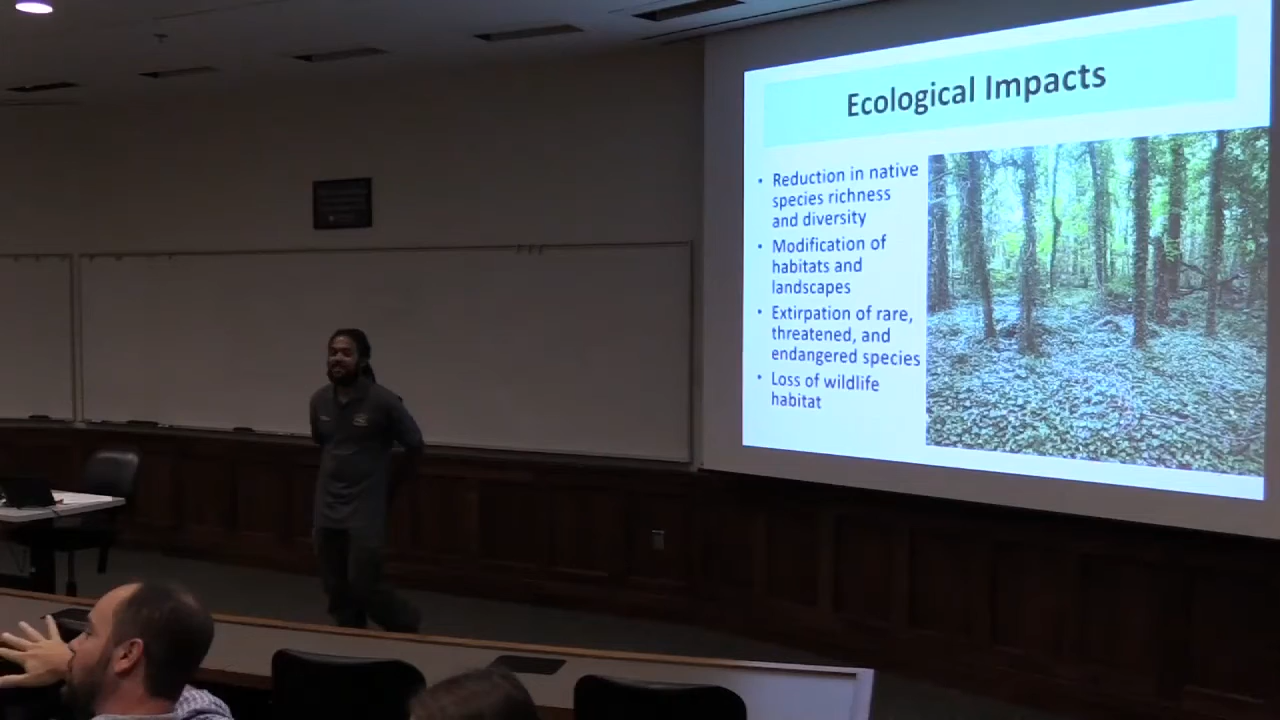 Ecological Impacts
• Reduction in native
species richness
and diversity
• Modification of
habitats and
landscapes
• Extirpation of rare,
threatened, and
endangered species
• Loss of wildlife
habitat